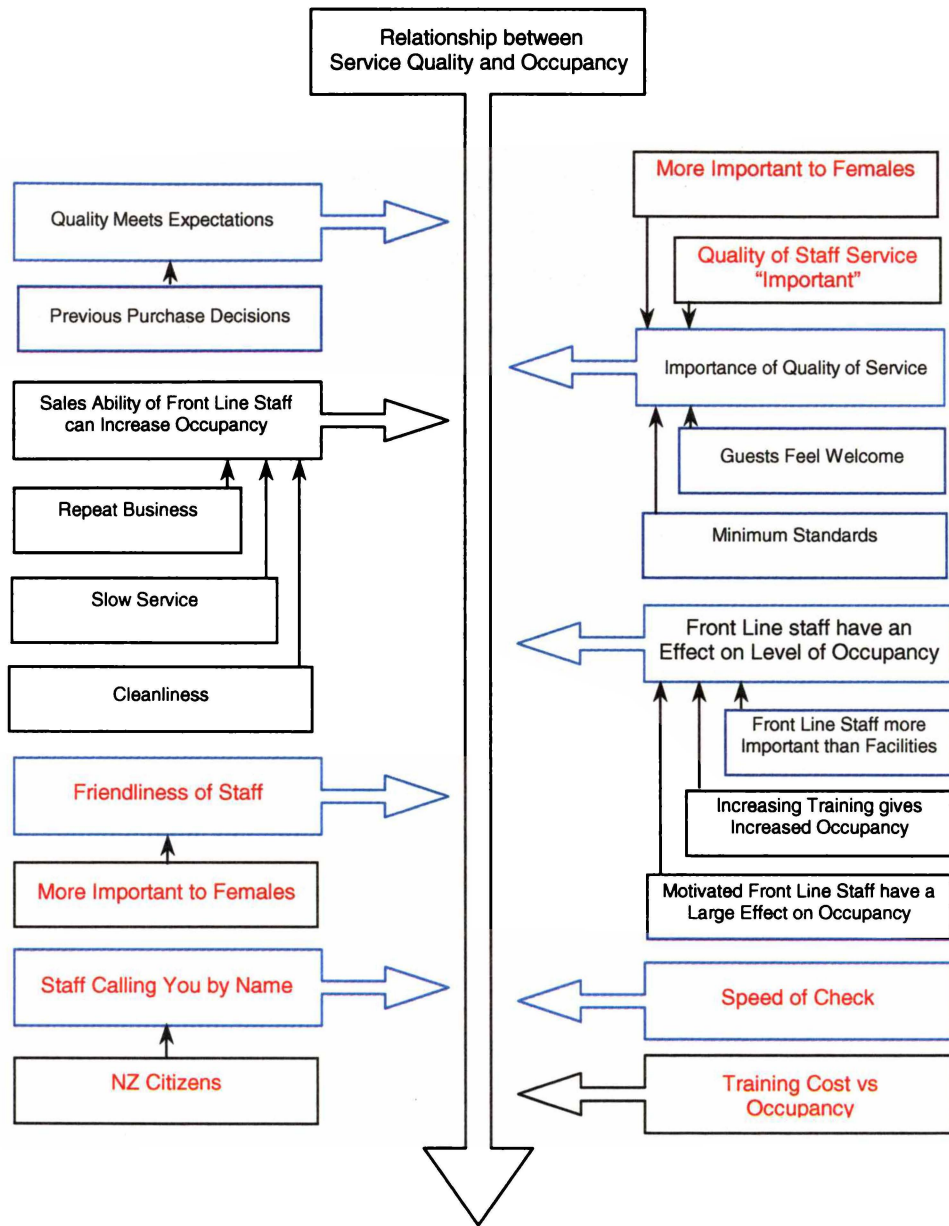 Relationship between
Service Quality and Occupancy
Quality Meets Expectations
Previous Purchase Decisions
Sales Ability of Front Line Staff
can Increase Occupancy
Repeat Business
Slow Service
Cleanliness
Friendliness of Staff
More Important to Females
Staff Calling You by Name
NZ Citizens
More Important to Females
Quality of Staff Service
“Important”
Importance of Quality of Service
Guests Feel Welcome
Minimum Standards
Front Line staff have an
Effect on Level of Occupancy
Front Line Staff more
Important than Facilities
Increasing Training gives
Increased Occupancy
Motivated Front Line Staff have a
Large Effect on Occupancy
Speed of Check
Training Cost vs
Occupancy